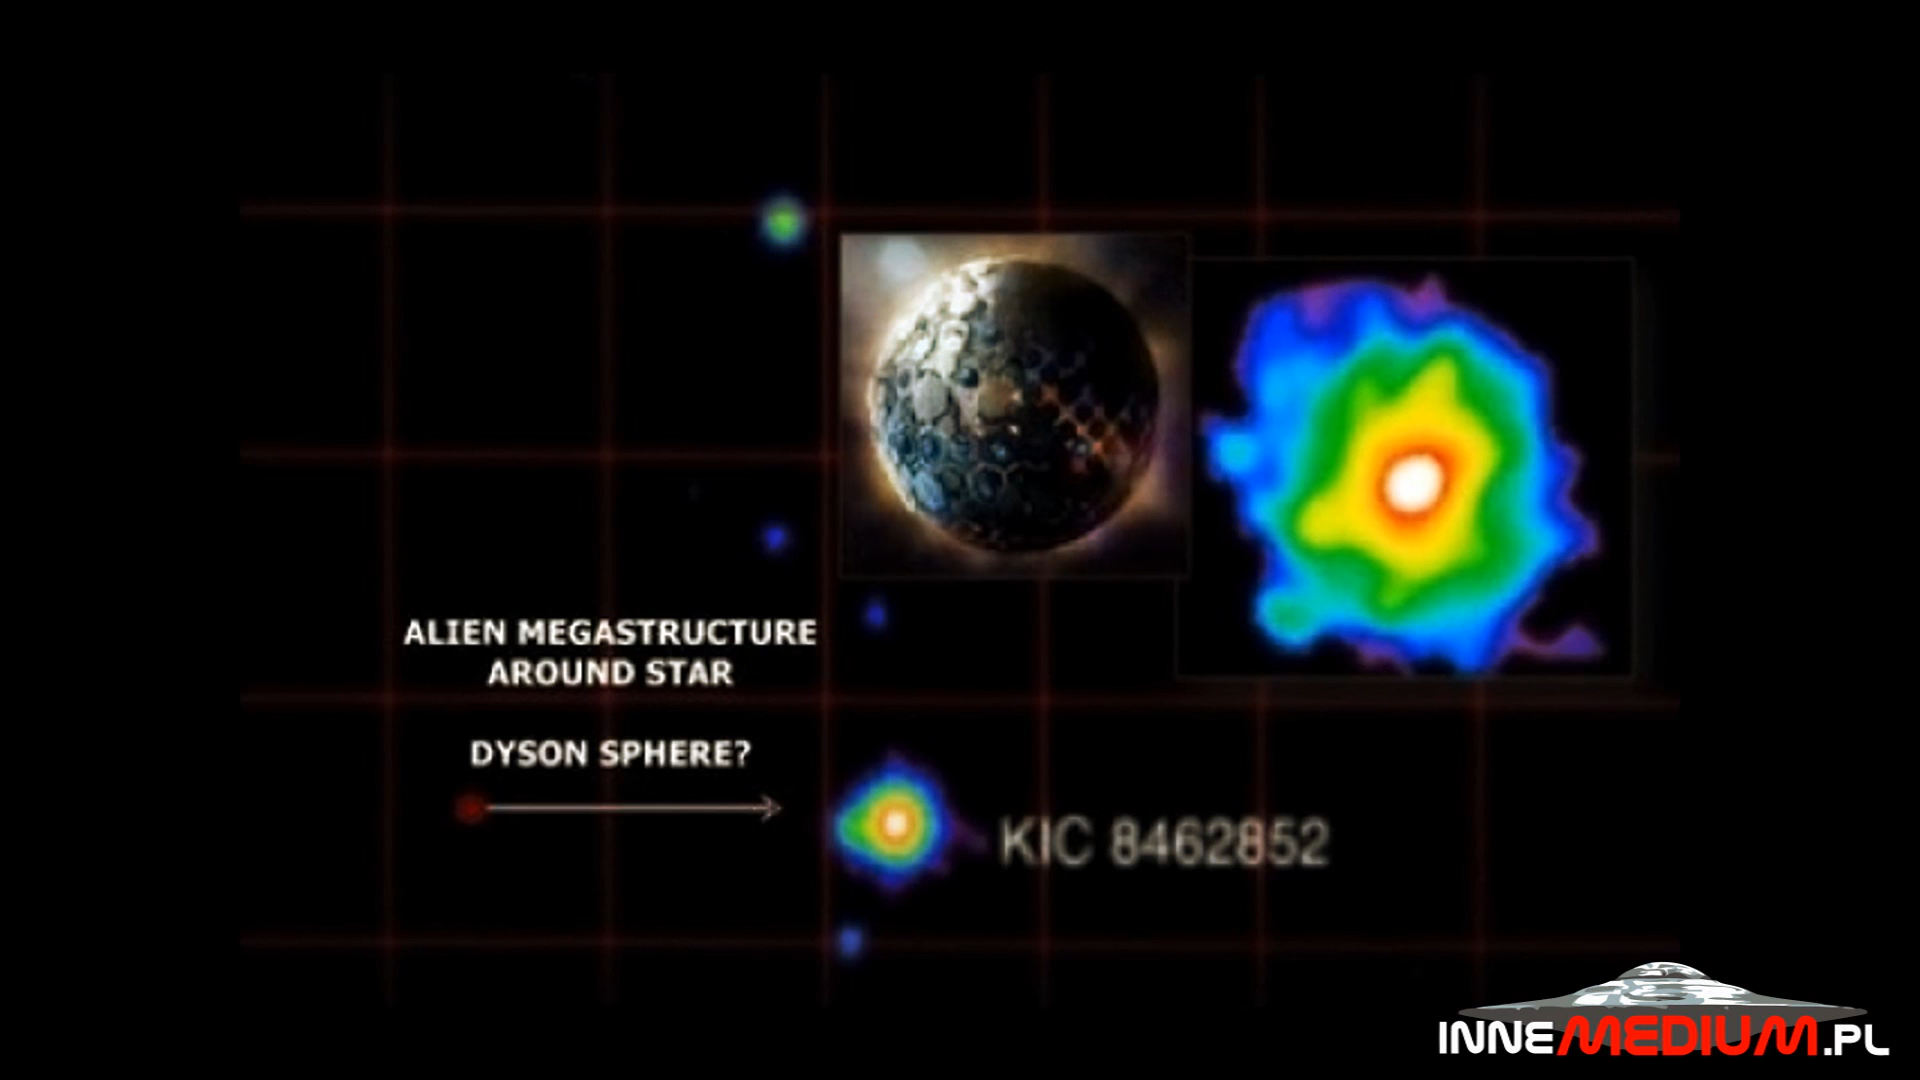 ALIEN MEGASTRUCTURE
AROUND STAR
DYSON SPHERE?
KIC 8462852
INNEMEDIUM.PL